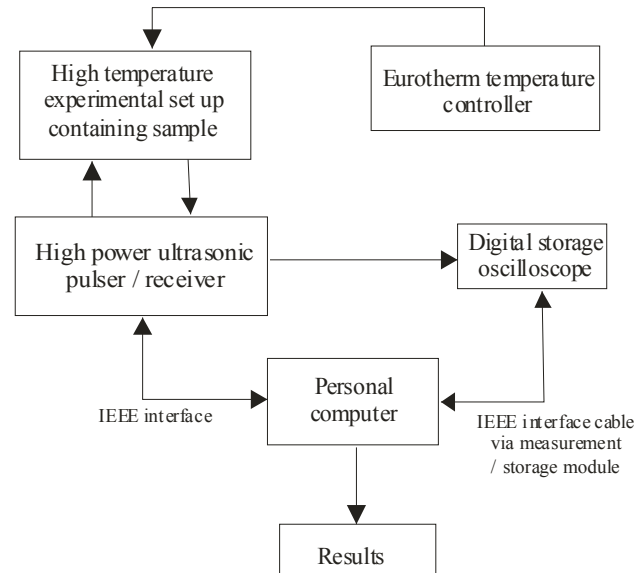 High temperature
experimental set up
containing sample
Eurotherm temperature
controller
High power ultrasonic
pulser / receiver
Digital storage
oscilloscope
Personal
computer
IEEE interface
IEEE interface cable
via measurement
/ storage module
Results